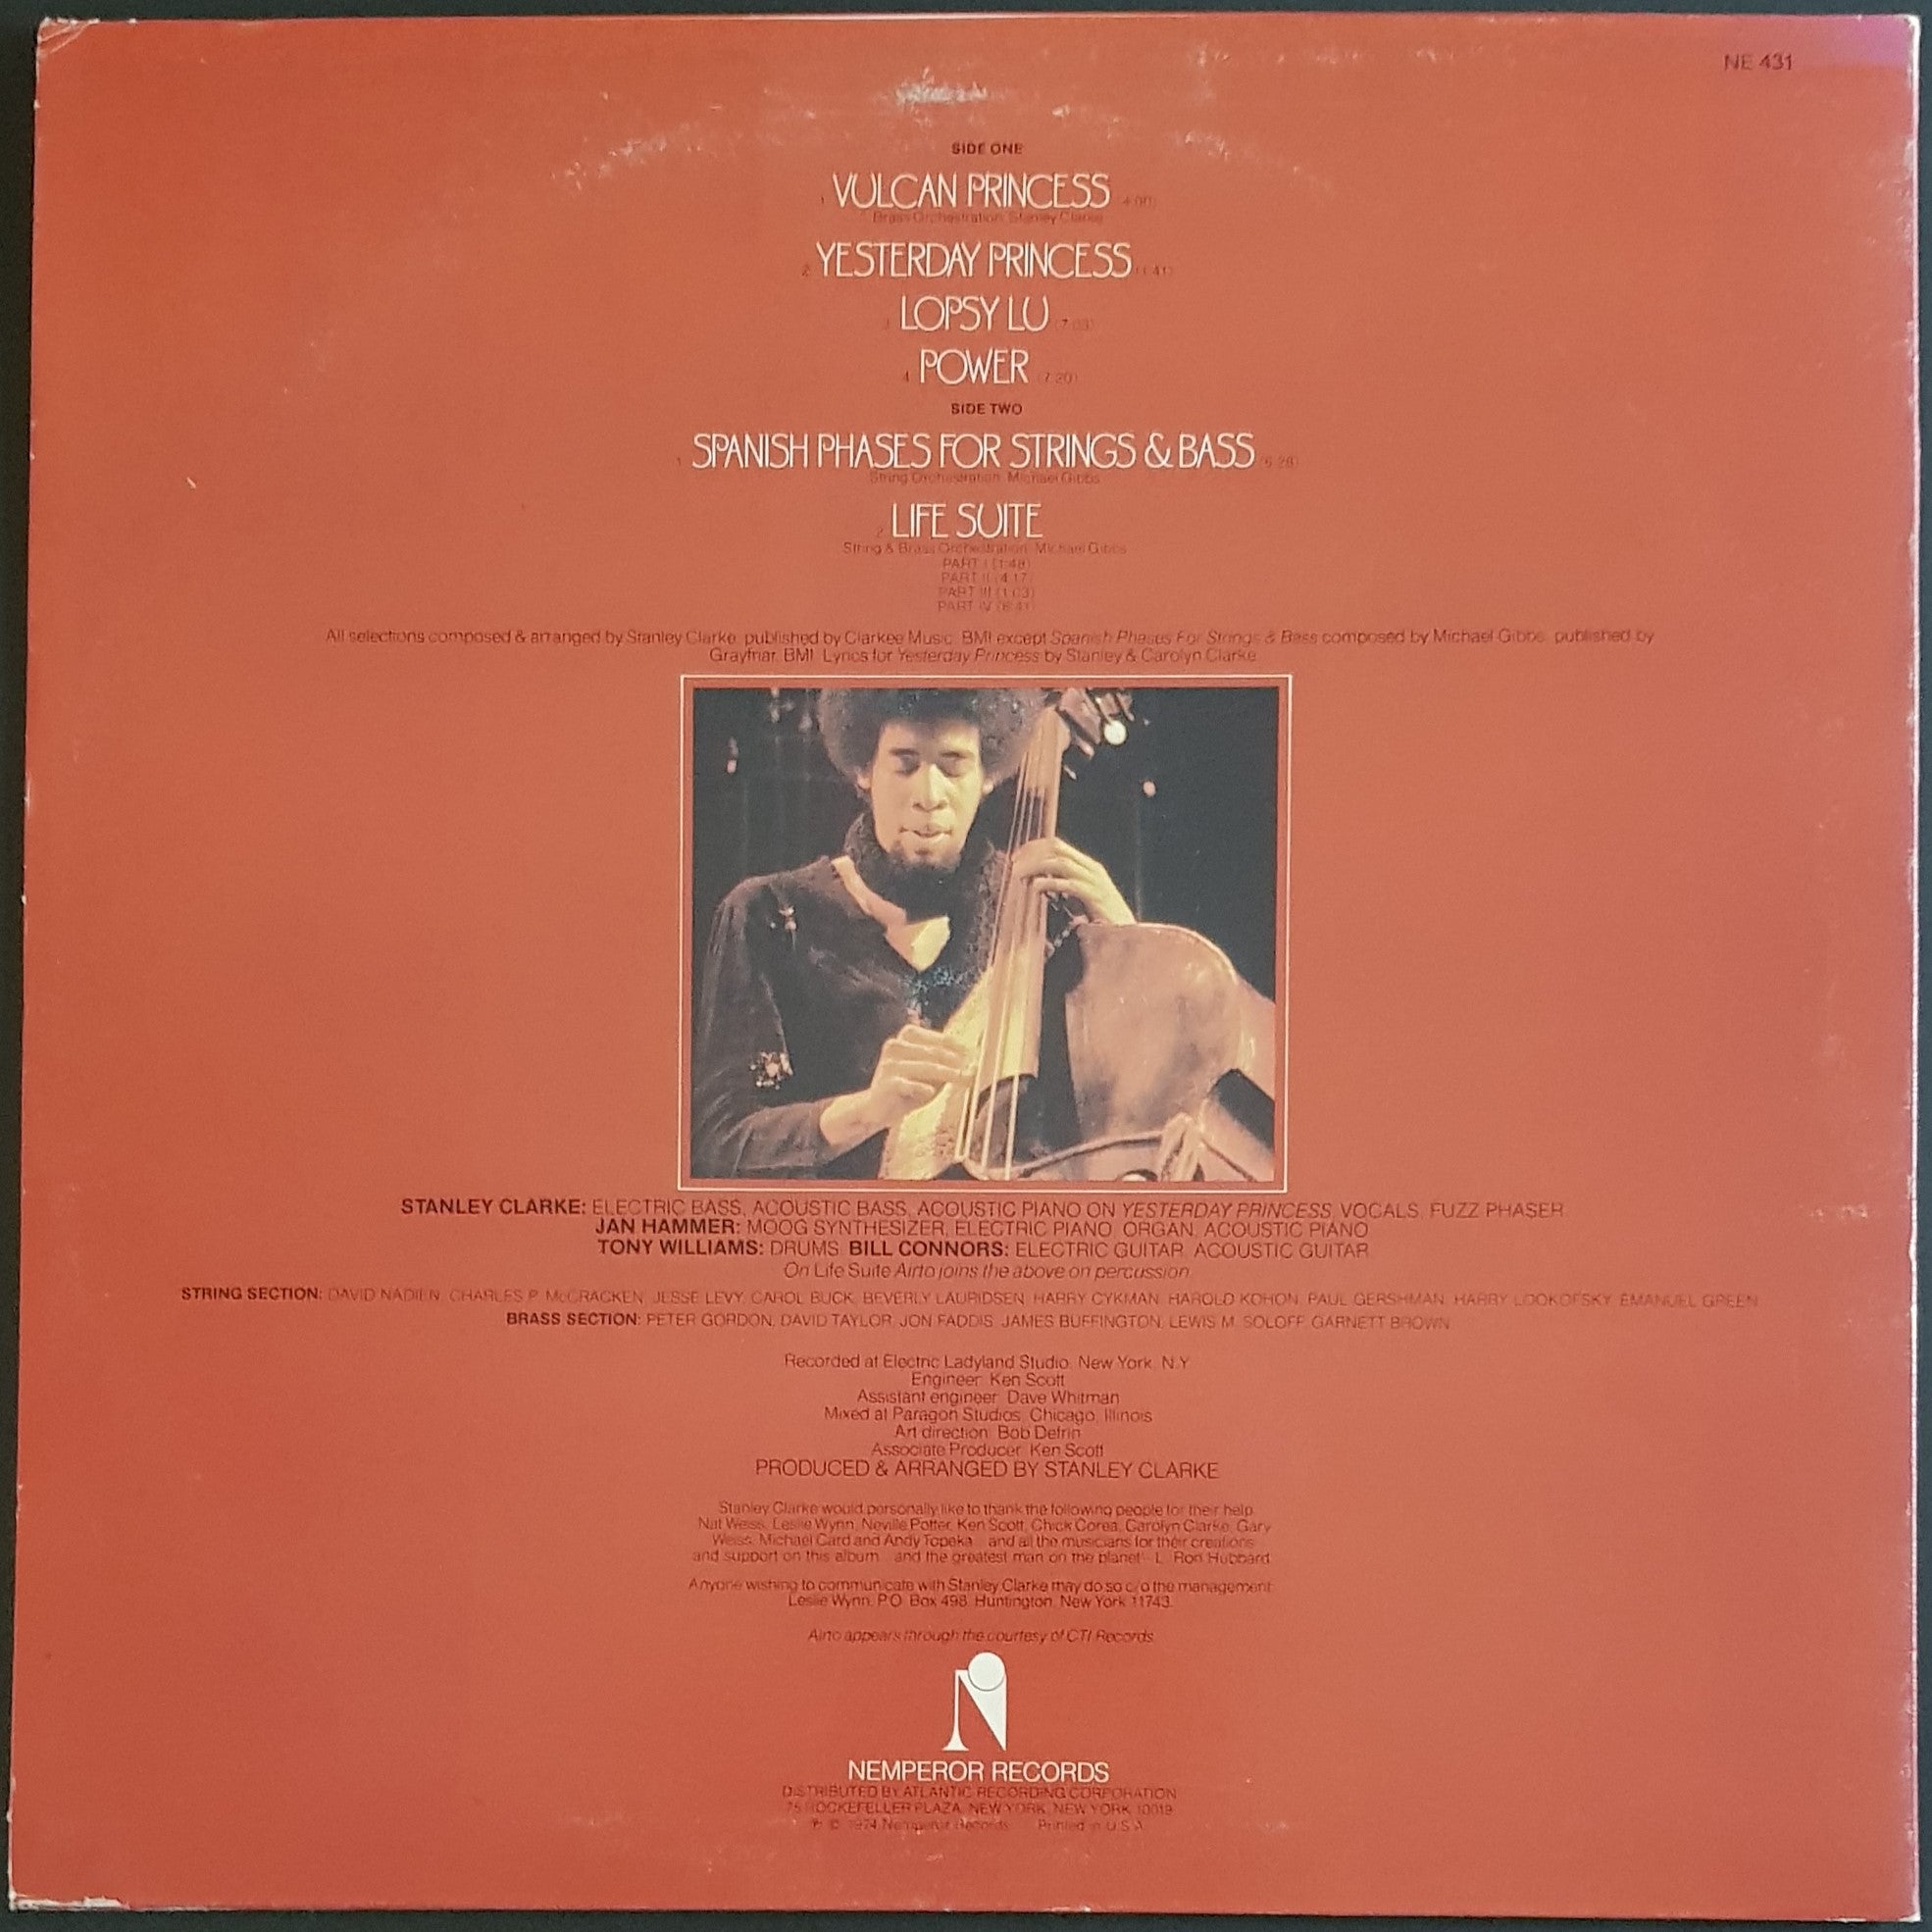 NE 431
SIDE ONE
1. VULCAN PRINCESS (4:00)
Brass Orchestration: Stanley Clarke
2. YESTERDAY PRINCESS (1:41)
3. LOPSY LU (7:03)
4. POWER (7:20)
SIDE TWO
1. SPANISH PHASES FOR STRINGS & BASS (6:26)
String Orchestration: Michael Gibbs
2. LIFE SUITE
String & Brass Orchestration: Michael Gibbs
PART I (1:48)
PART II (4:17)
PART III (1:03)
PART IV (6:41)
All selections composed & arranged by Stanley Clarke, published by Clarkee Music, BMI except Spanish Phases For Strings & Bass composed by Michael Gibbs, published by
Grayfriar, BMI. Lyrics for Yesterday Princess by Stanley & Carolyn Clarke.
STANLEY CLARKE: ELECTRIC BASS, ACOUSTIC BASS, ACOUSTIC PIANO ON YESTERDAY PRINCESS, VOCALS, FUZZ PHASER
JAN HAMMER: MOOG SYNTHESIZER, ELECTRIC PIANO, ORGAN, ACOUSTIC PIANO
TONY WILLIAMS: DRUMS BILL CONNORS: ELECTRIC GUITAR, ACOUSTIC GUITAR
On Life Suite Airto joins the above on percussion.
STRING SECTION: DAVID NADIEN, CHARLES P. McCRACKEN, JESSE LEVY, CAROL BUCK, BEVERLY LAURIDSEN, HARRY CYKMAN, HAROLD KOHON, PAUL GERSHMAN, HARRY LOOKOFSKY, EMANUEL GREEN
BRASS SECTION: PETER GORDON, DAVID TAYLOR, JON FADDIS, JAMES BUFFINGTON, LEWIS M. SOLOFF, GARNETT BROWN
Recorded at Electric Ladyland Studio, New York, N.Y.
Engineer: Ken Scott
Assistant engineer: Dave Whitman
Mixed at Paragon Studios, Chicago, Illinois
Art direction: Bob Defrin
Associate Producer: Ken Scott
PRODUCED & ARRANGED BY STANLEY CLARKE
Stanley Clarke would personally like to thank the following people for their help:
Nat Weiss, Leslie Wynn, Neville Potter, Ken Scott, Chick Corea, Carolyn Clarke, Gary
Weiss, Michael Card and Andy Topeka...and all the musicians for their creations
and support on this album...and the greatest man on the planet—L. Ron Hubbard.
Anyone wishing to communicate with Stanley Clarke may do so c/o the management:
Leslie Wynn, P.O. Box 498, Huntington, New York 11743.
Airto appears through the courtesy of CTI Records.
NEMPEROR RECORDS
DISTRIBUTED BY ATLANTIC RECORDING CORPORATION
75 ROCKEFELLER PLAZA, NEW YORK, NEW YORK 10019
℗ © 1974 Nemperor Records Printed in U.S.A.